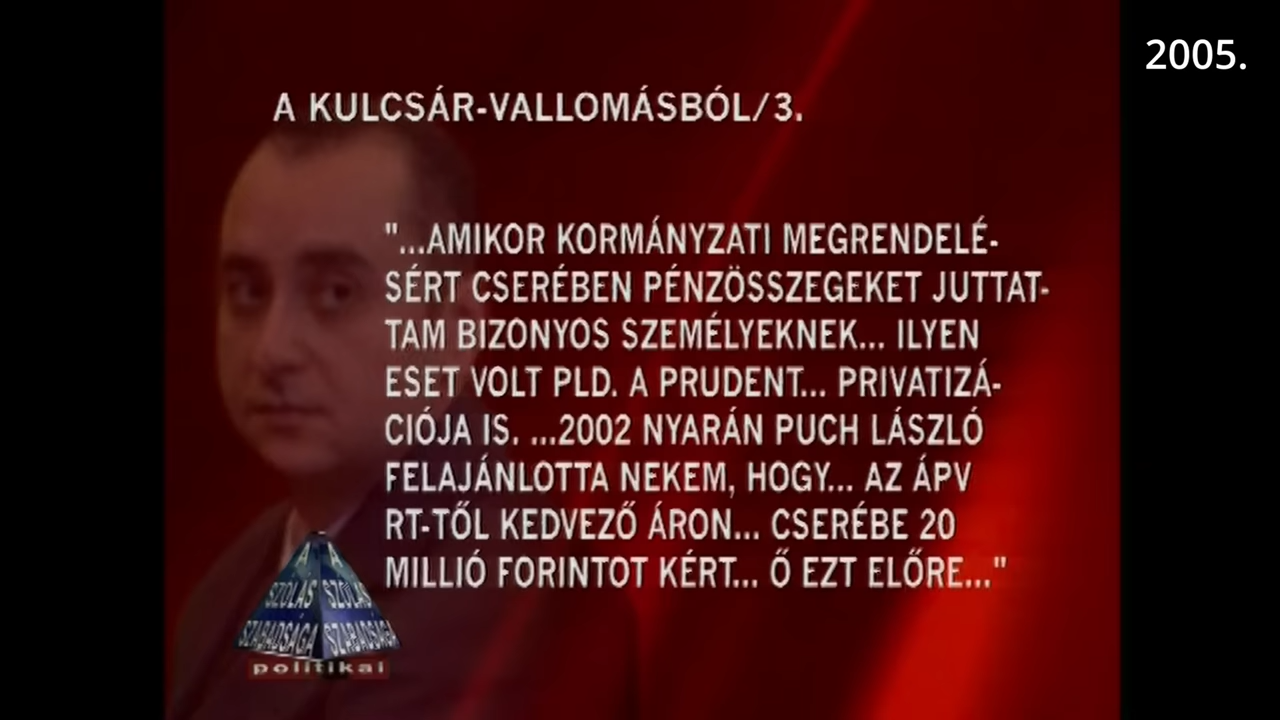 2005.
A KULCSÁR-VALLOMÁSBÓL/3.
"...AMIKOR KORMÁNYZATI MEGRENDELÉ-
SÉRT CSERÉBEN PÉNZÖSSZEGEKET JUTTAT-
TAM BIZONYOS SZEMÉLYEKNEK... ILYEN
ESET VOLT PLD. A PRUDENT... PRIVATIZÁ-
CIÓJA IS. ...2002 NYARÁN PUCH LÁSZLÓ
FELAJÁNLOTTA NEKEM, HOGY... AZ ÁPV
RT-TŐL KEDVEZŐ ÁRON... CSERÉBE 20
MILLIÓ FORINTOT KÉRT... Ő EZT ELŐRE..."
A A
SZÓLÁS SZÓLÁS
SZABADSÁGA SZABADSÁGA
politikai